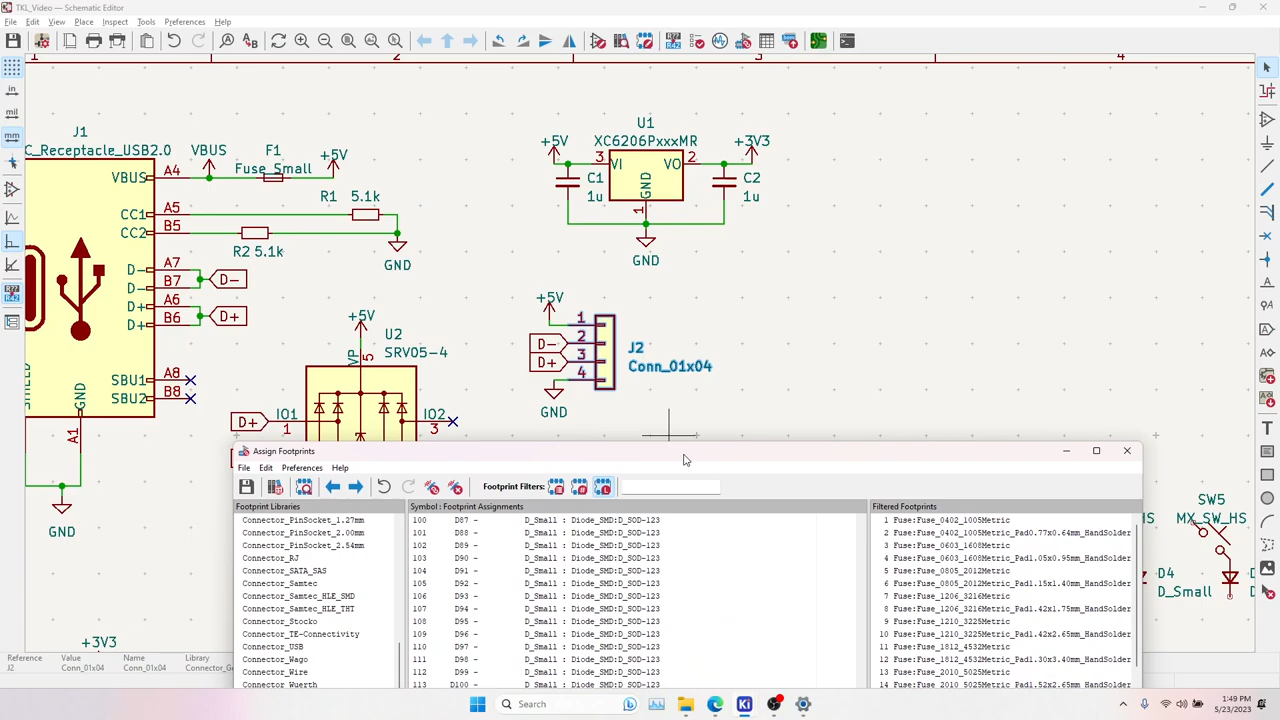 TKL_Video — Schematic Editor
File Edit View Place Inspect Tools Preferences Help
1 2 3 4
in
mil
mm
J1
C_Receptacle_USB2.0
VBUS
F1
Fuse_Small
+5V
VBUS A4
R1 5.1k
CC1 A5
CC2 B5
R2 5.1k
GND
D- A7
D- B7
D-
D+ A6
D+ B6
D+
SBU1 A8
SBU2 B8
SHIELD
GND
A1
GND
+5V
U2
SRV05-4
VP
5
D+
IO1
1
IO2
3
U1
XC6206PxxxMR
+5V
3 VI VO 2
+3V3
C1
1u
GND
1
C2
1u
GND
+5V
1
D- 2
D+ 3
4
J2
Conn_01x04
GND
SW5
MX_SW_HS
HS
D4
D_Small
+3V3
Reference Value Name Library
J2 Conn_01x04 Conn_01x04 Connector_Ge
Assign Footprints
File Edit Preferences Help
Footprint Filters:
Footprint Libraries
Connector_PinSocket_1.27mm
Connector_PinSocket_2.00mm
Connector_PinSocket_2.54mm
Connector_RJ
Connector_SATA_SAS
Connector_Samtec
Connector_Samtec_HLE_SMD
Connector_Samtec_HLE_THT
Connector_Stocko
Connector_TE-Connectivity
Connector_USB
Connector_Wago
Connector_Wire
Connector_Wuerth
Symbol : Footprint Assignments
100 D87 - D_Small : Diode_SMD:D_SOD-123
101 D88 - D_Small : Diode_SMD:D_SOD-123
102 D89 - D_Small : Diode_SMD:D_SOD-123
103 D90 - D_Small : Diode_SMD:D_SOD-123
104 D91 - D_Small : Diode_SMD:D_SOD-123
105 D92 - D_Small : Diode_SMD:D_SOD-123
106 D93 - D_Small : Diode_SMD:D_SOD-123
107 D94 - D_Small : Diode_SMD:D_SOD-123
108 D95 - D_Small : Diode_SMD:D_SOD-123
109 D96 - D_Small : Diode_SMD:D_SOD-123
110 D97 - D_Small : Diode_SMD:D_SOD-123
111 D98 - D_Small : Diode_SMD:D_SOD-123
112 D99 - D_Small : Diode_SMD:D_SOD-123
113 D100 - D_Small : Diode_SMD:D_SOD-123
Filtered Footprints
1 Fuse:Fuse_0402_1005Metric
2 Fuse:Fuse_0402_1005Metric_Pad0.77x0.64mm_HandSolder
3 Fuse:Fuse_0603_1608Metric
4 Fuse:Fuse_0603_1608Metric_Pad1.05x0.95mm_HandSolder
5 Fuse:Fuse_0805_2012Metric
6 Fuse:Fuse_0805_2012Metric_Pad1.15x1.40mm_HandSolder
7 Fuse:Fuse_1206_3216Metric
8 Fuse:Fuse_1206_3216Metric_Pad1.42x1.75mm_HandSolder
9 Fuse:Fuse_1210_3225Metric
10 Fuse:Fuse_1210_3225Metric_Pad1.42x2.65mm_HandSolder
11 Fuse:Fuse_1812_4532Metric
12 Fuse:Fuse_1812_4532Metric_Pad1.30x3.40mm_HandSolder
13 Fuse:Fuse_2010_5025Metric
14 Fuse:Fuse_2010_5025Metric_Pad1.52x2.65mm_HandSolder
Search
Ki
1:49 PM
5/23/2023